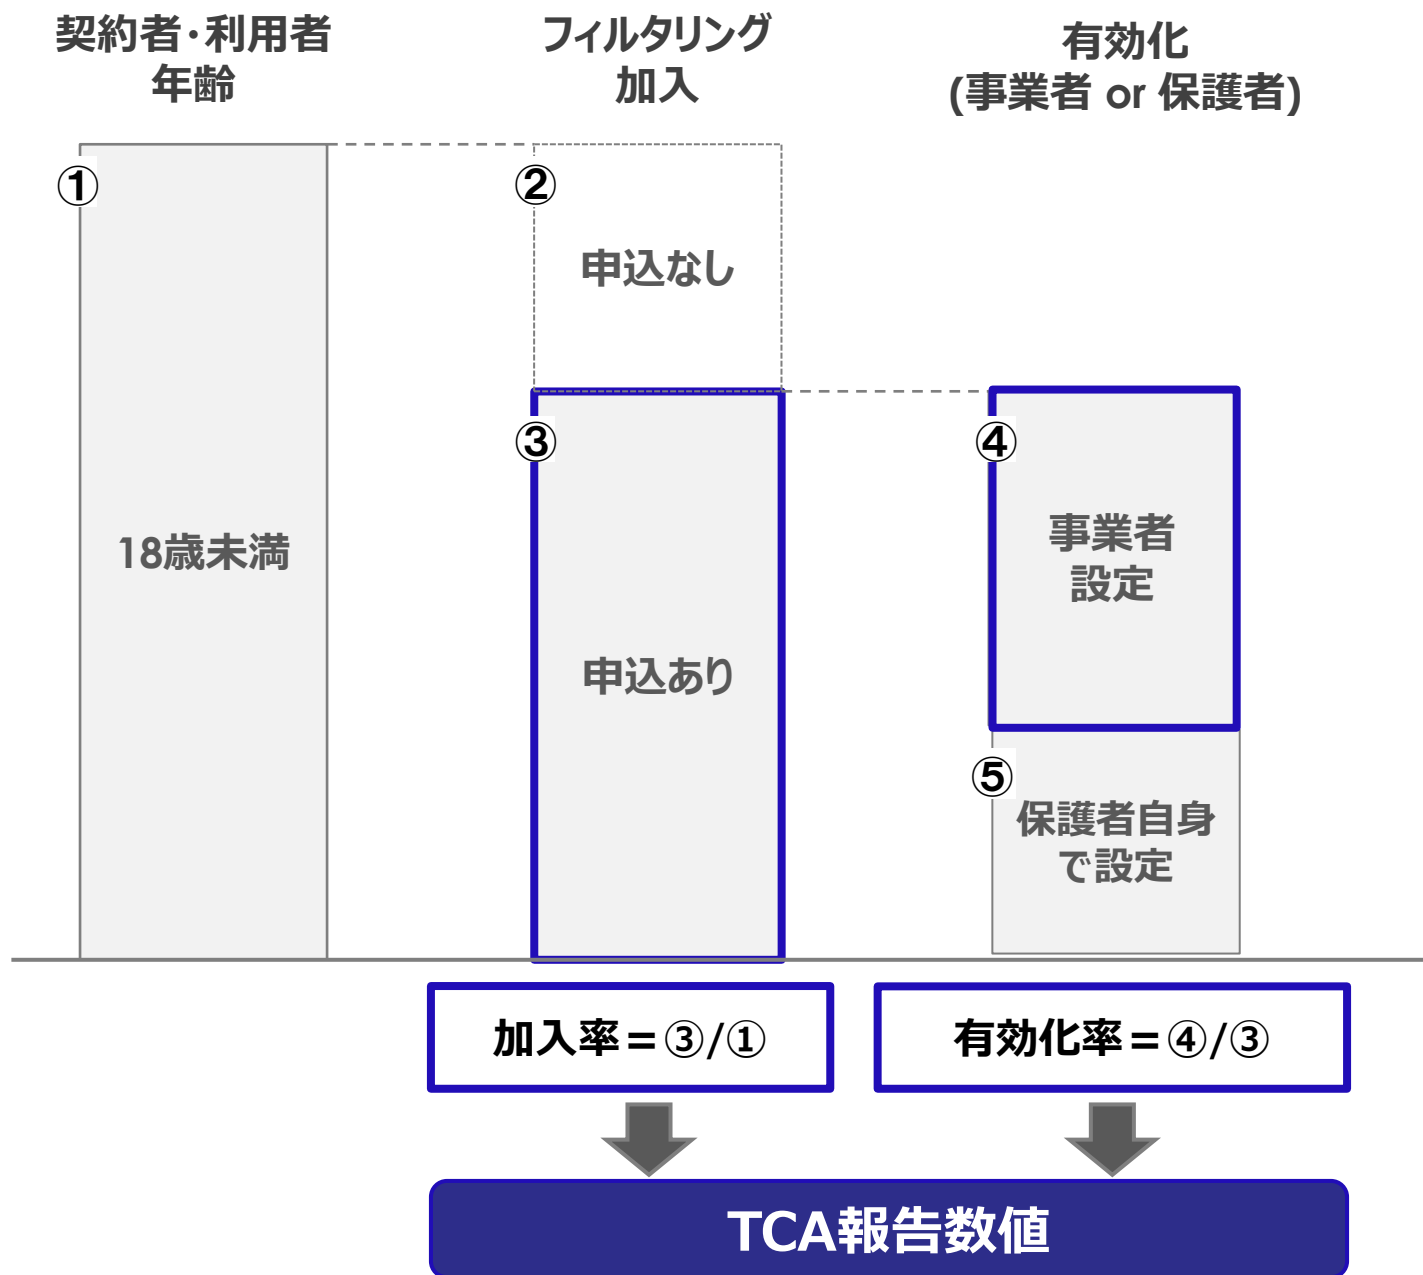 契約者・利用者
年齢
フィルタリング
加入
有効化
(事業者 or 保護者)
①
②
申込なし
③
④
事業者
設定
18歳未満
申込あり
⑤
保護者自身
で設定
加入率＝③/①
有効化率＝④/③
TCA報告数値